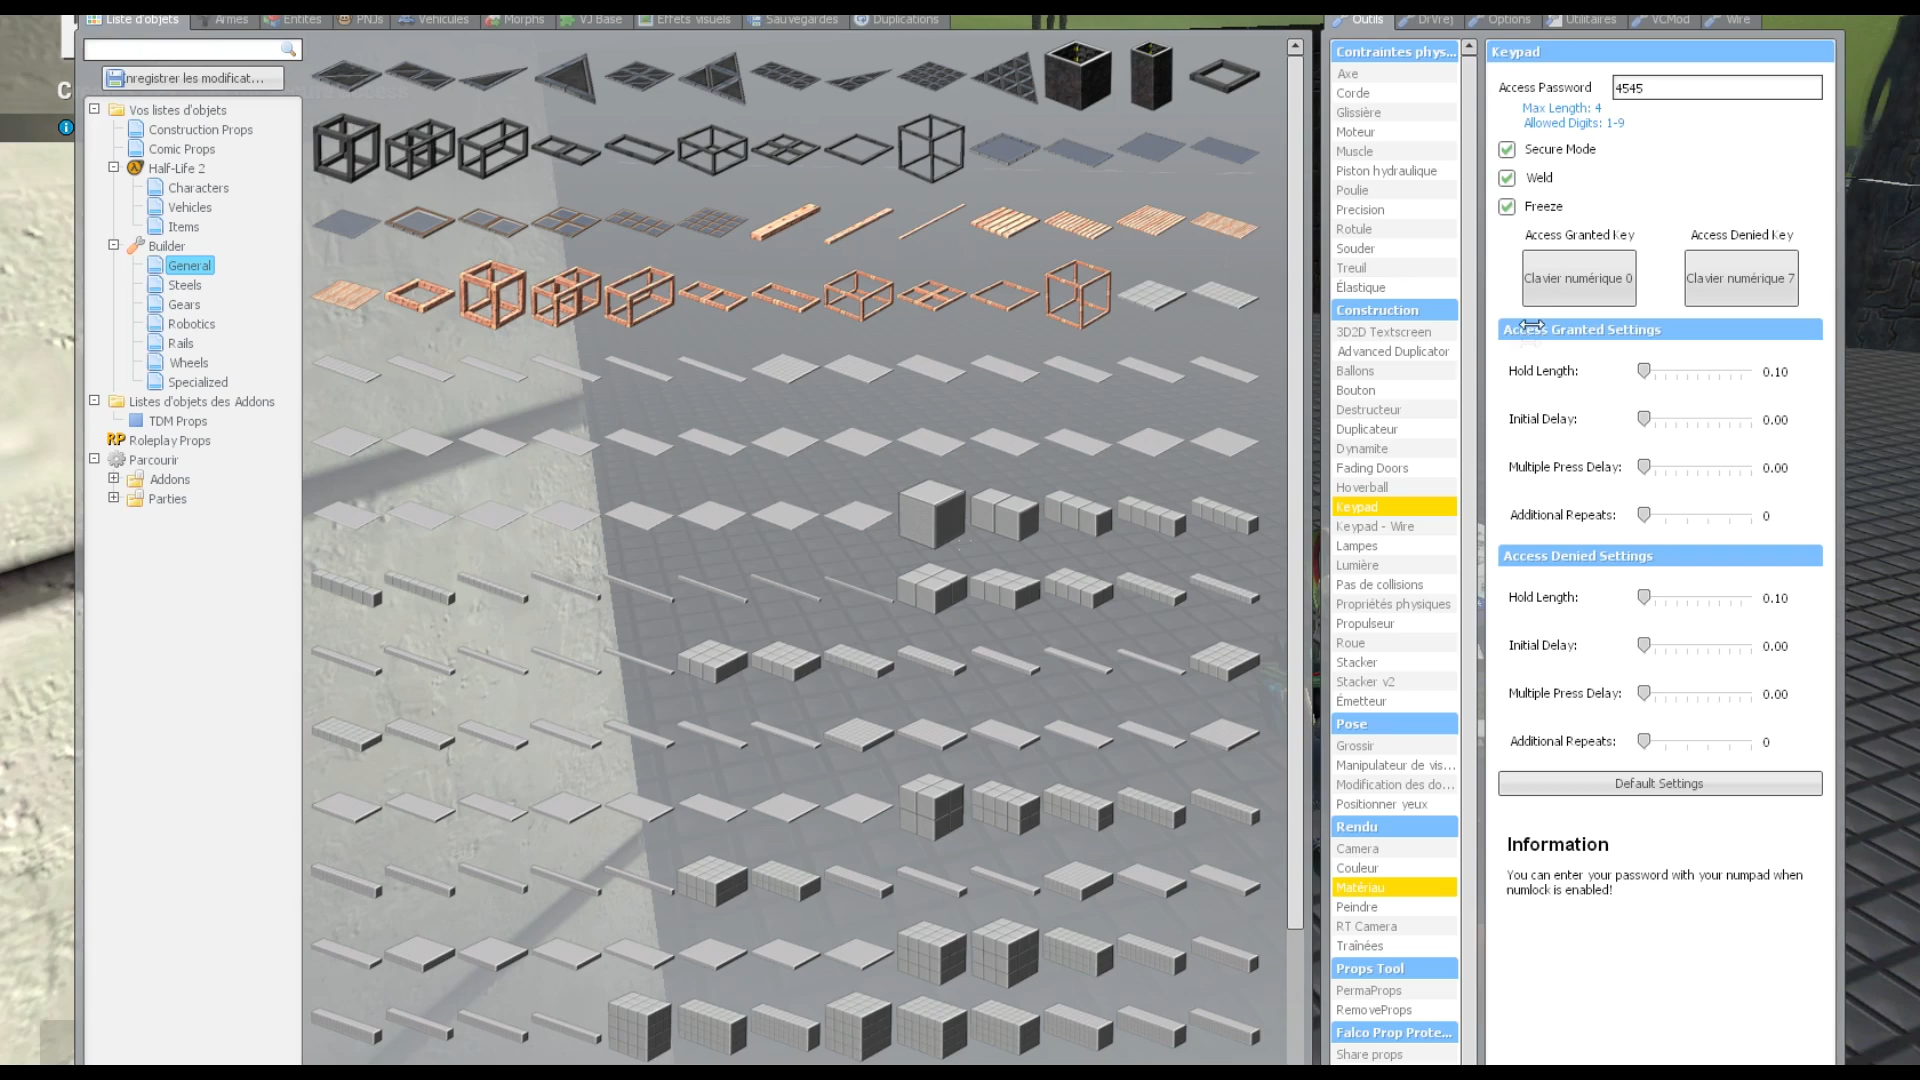 Liste d'objets
Armes
Entités
PNJs
Véhicules
Morphs
VJ Base
Effets visuels
Sauvegardes
Duplications
Outils
DrVrej
Options
Utilitaires
VCMod
Wire
nregistrer les modificat...
Vos listes d'objets
Construction Props
Comic Props
Half-Life 2
Characters
Vehicles
Items
Builder
General
Steels
Gears
Robotics
Rails
Wheels
Specialized
Listes d'objets des Addons
TDM Props
RP Roleplay Props
Parcourir
Addons
Parties
Contraintes phys...
Axe
Corde
Glissière
Moteur
Muscle
Piston hydraulique
Poulie
Precision
Rotule
Souder
Treuil
Élastique
Construction
3D2D Textscreen
Advanced Duplicator
Ballons
Bouton
Destructeur
Duplicateur
Dynamite
Fading Doors
Hoverball
Keypad
Keypad - Wire
Lampes
Lumière
Pas de collisions
Propriétés physiques
Propulseur
Roue
Stacker
Stacker v2
Émetteur
Pose
Grossir
Manipulateur de vis...
Modification des do...
Positionner yeux
Rendu
Camera
Couleur
Matériau
Peindre
RT Camera
Traînées
Props Tool
PermaProps
RemoveProps
Falco Prop Prote...
Share props
Keypad
Access Password 4545
Max Length: 4
Allowed Digits: 1-9
Secure Mode
Weld
Freeze
Access Granted Key Access Denied Key
Clavier numérique 0 Clavier numérique 7
Access Granted Settings
Hold Length: 0.10
Initial Delay: 0.00
Multiple Press Delay: 0.00
Additional Repeats: 0
Access Denied Settings
Hold Length: 0.10
Initial Delay: 0.00
Multiple Press Delay: 0.00
Additional Repeats: 0
Default Settings
Information
You can enter your password with your numpad when
numlock is enabled!